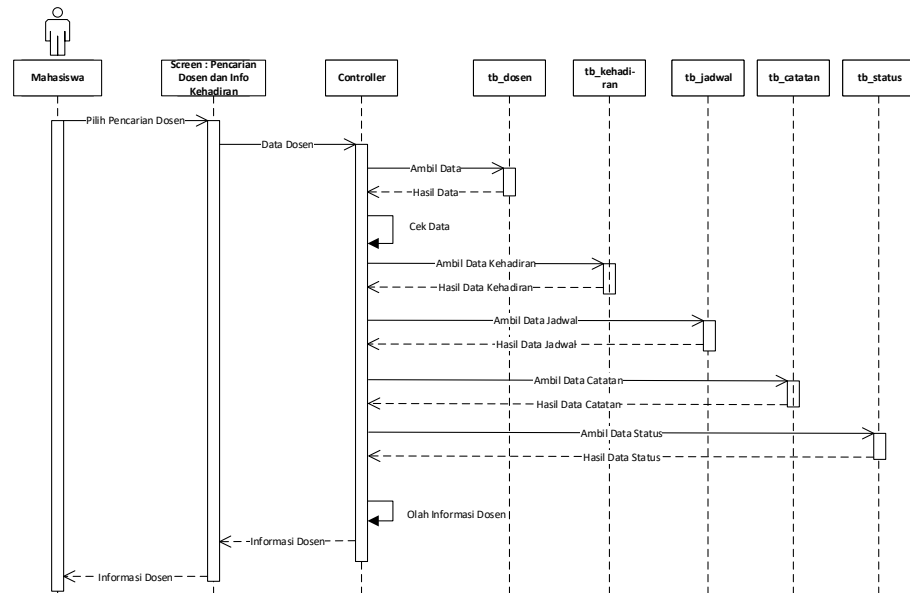 Mahasiswa
Screen : Pencarian
Dosen dan Info
Kehadiran
Controller
tb_dosen
tb_kehadi-
ran
tb_jadwal
tb_catatan
tb_status
Pilih Pencarian Dosen
Data Dosen
Ambil Data
Hasil Data
Cek Data
Ambil Data Kehadiran
Hasil Data Kehadiran
Ambil Data Jadwal
Hasil Data Jadwal
Ambil Data Catatan
Hasil Data Catatan
Ambil Data Status
Hasil Data Status
Olah Informasi Dosen
Informasi Dosen
Informasi Dosen